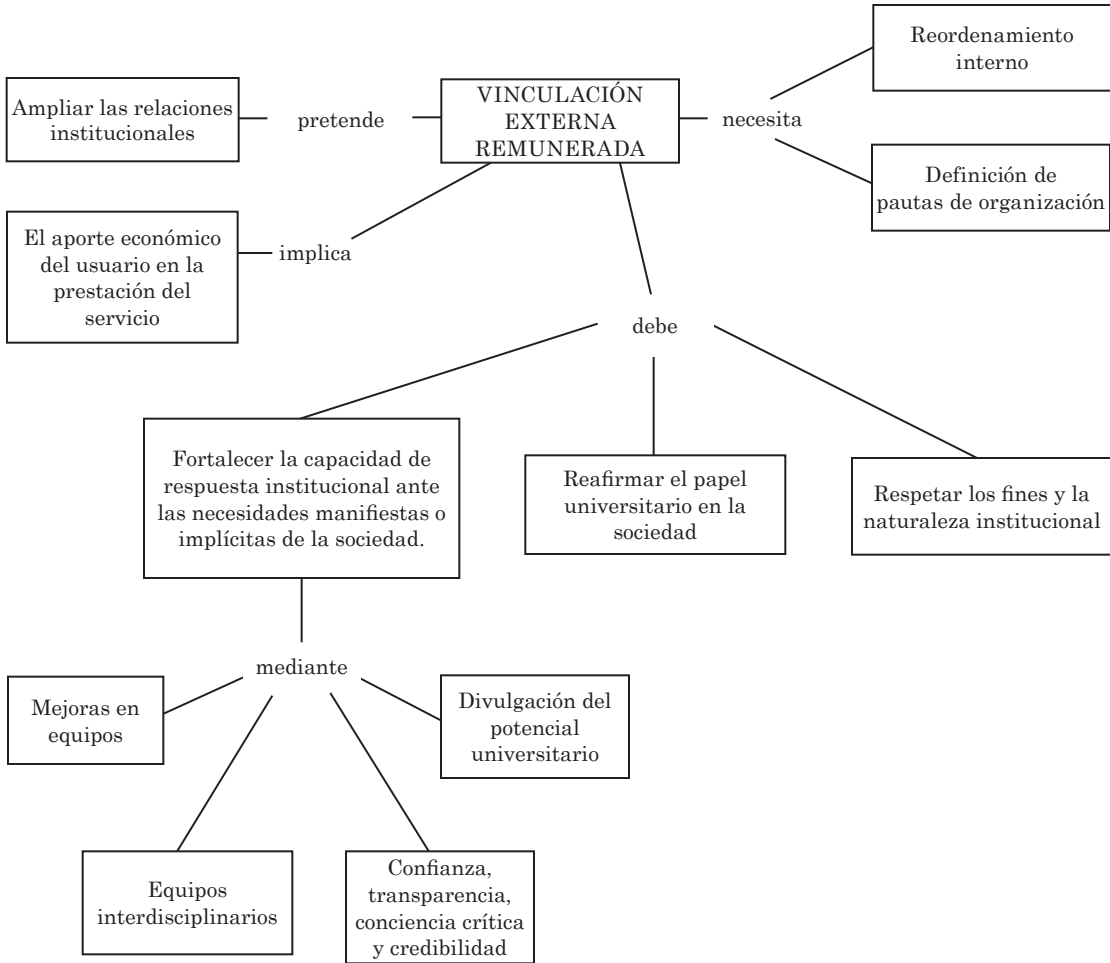 Reordenamiento
interno
Ampliar las relaciones
institucionales
pretende
VINCULACIÓN
EXTERNA
REMUNERADA
necesita
Definición de
pautas de organización
El aporte económico
del usuario en la
prestación del
servicio
implica
debe
Fortalecer la capacidad de
respuesta institucional ante
las necesidades manifiestas o
implícitas de la sociedad.
Reafirmar el papel
universitario en la
sociedad
Respetar los fines y la
naturaleza institucional
mediante
Mejoras en
equipos
Divulgación del
potencial
universitario
Equipos
interdisciplinarios
Confianza,
transparencia,
conciencia crítica
y credibilidad